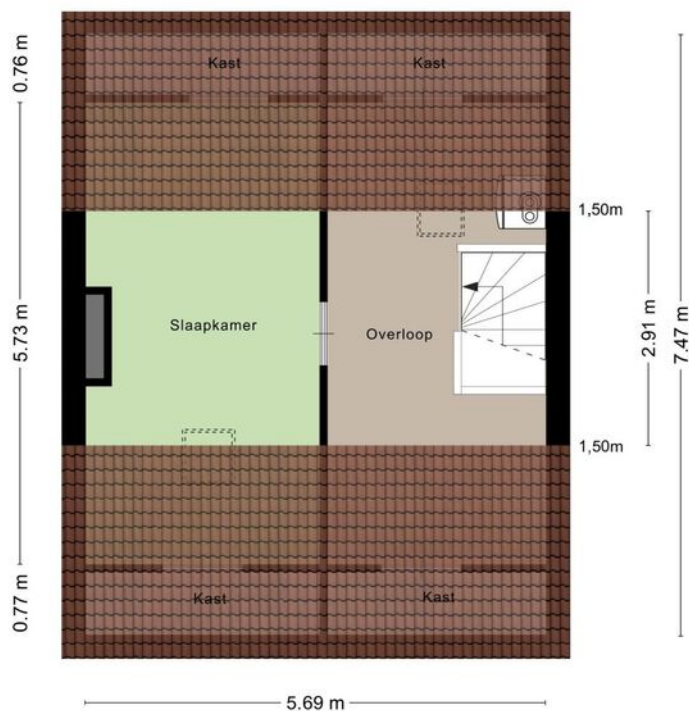 0.76 m
Kast
Kast
1,50m
5.73 m
Slaapkamer
Overloop
2.91 m
7.47 m
1,50m
0.77 m
Kast
Kast
5.69 m